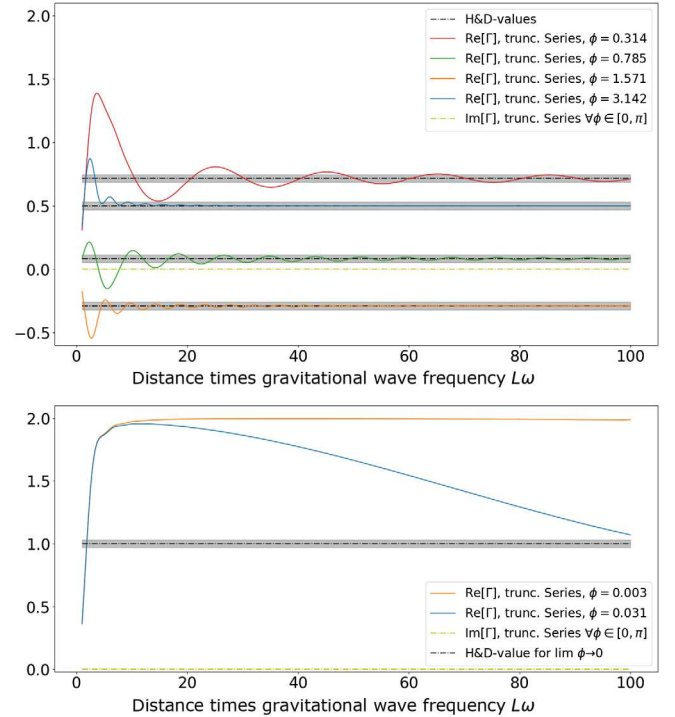 2.0
1.5
1.0
0.5
0.0
−0.5
H&D-values
Re[Γ], trunc. Series, ϕ = 0.314
Re[Γ], trunc. Series, ϕ = 0.785
Re[Γ], trunc. Series, ϕ = 1.571
Re[Γ], trunc. Series, ϕ = 3.142
Im[Γ], trunc. Series ∀ϕ ∈ [0, π]
0 20 40 60 80 100
Distance times gravitational wave frequency Lω
2.0
1.5
1.0
0.5
0.0
Re[Γ], trunc. Series, ϕ = 0.003
Re[Γ], trunc. Series, ϕ = 0.031
Im[Γ], trunc. Series ∀ϕ ∈ [0, π]
H&D-value for lim ϕ→0
0 20 40 60 80 100
Distance times gravitational wave frequency Lω